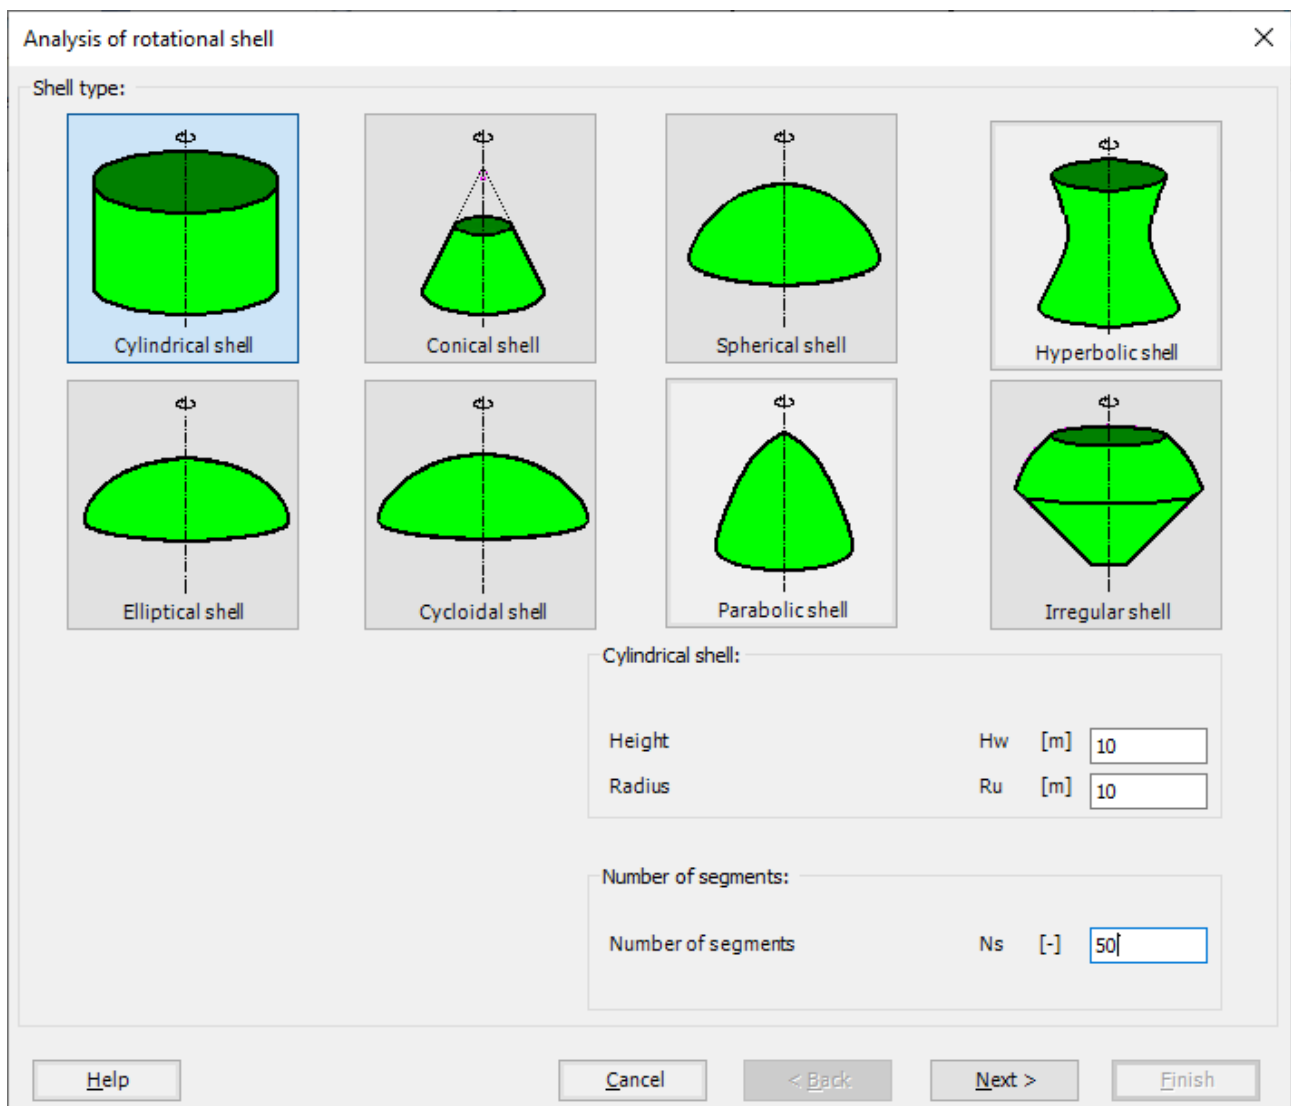 Analysis of rotational shell
Shell type:
Cylindrical shell
Conical shell
Spherical shell
Hyperbolic shell
Elliptical shell
Cycloidal shell
Parabolic shell
Irregular shell
Cylindrical shell:
Height Hw [m] 10
Radius Ru [m] 10
Number of segments:
Number of segments Ns [-] 50
Help Cancel < Back Next > Finish